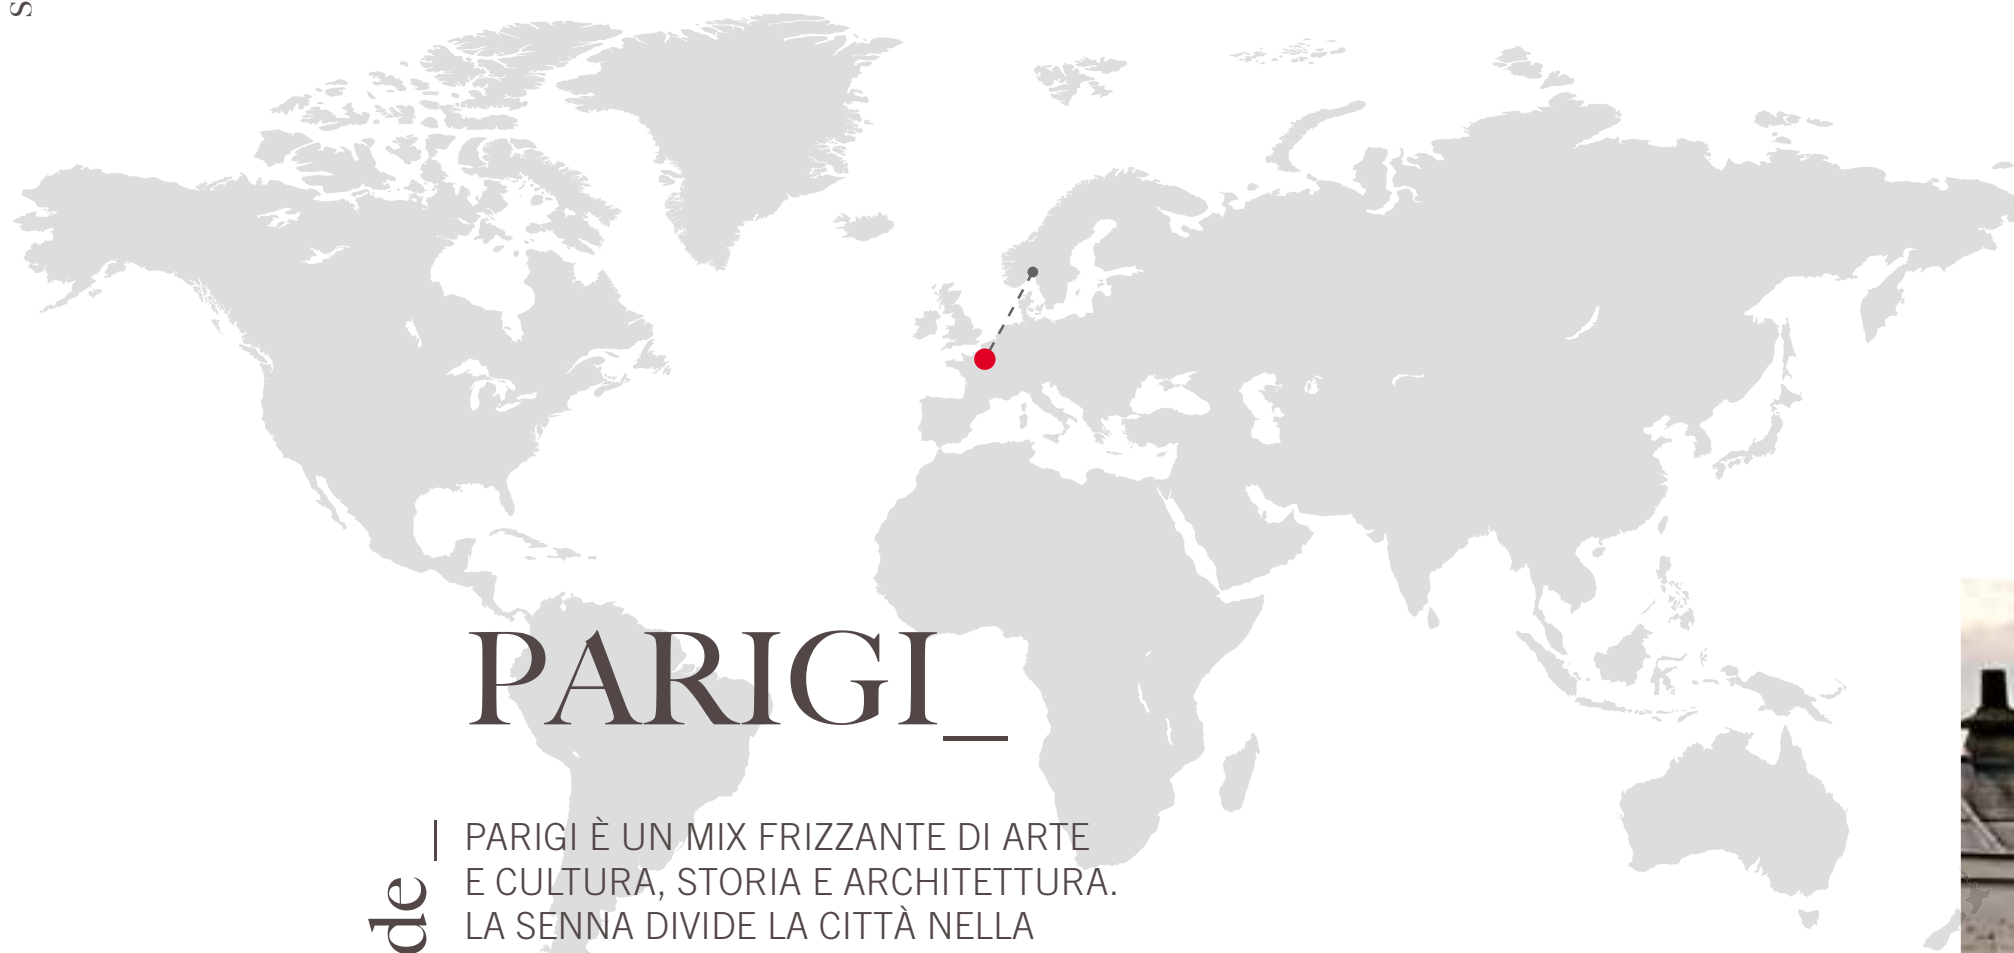 s
PARIGI_
PARIGI È UN MIX FRIZZANTE DI ARTE
E CULTURA, STORIA E ARCHITETTURA.
LA SENNA DIVIDE LA CITTÀ NELLA
de